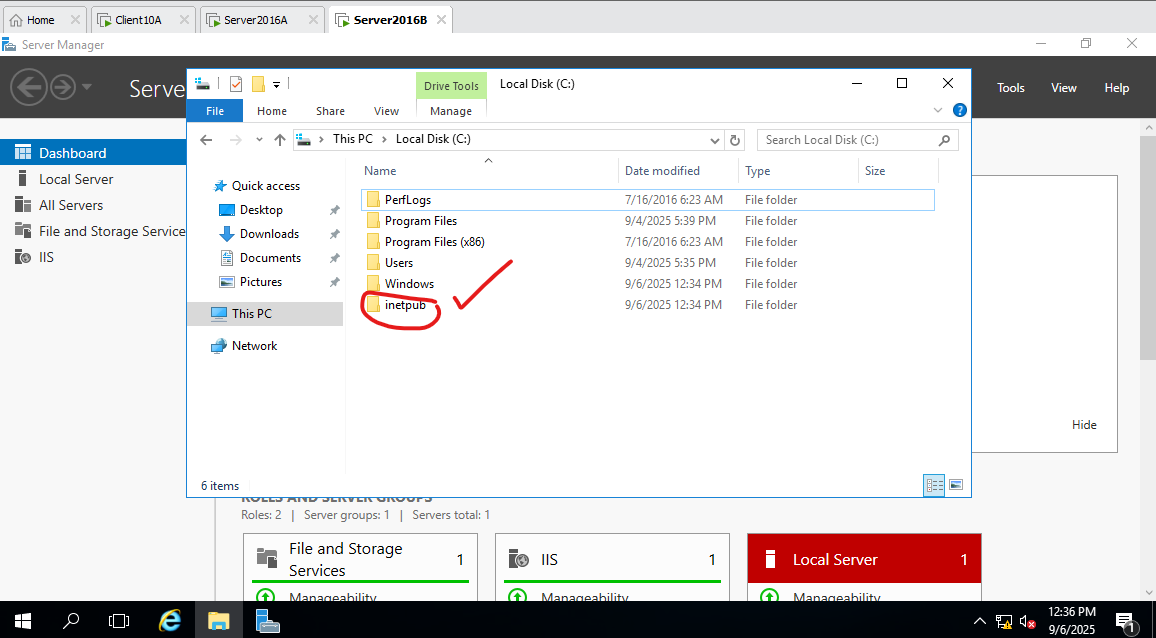 Home Client10A Server2016A Server2016B
Server Manager
Serve
Tools View Help
Drive Tools Local Disk (C:)
File Home Share View Manage
This PC Local Disk (C:) Search Local Disk (C:)
Dashboard
Local Server
All Servers
File and Storage Service
IIS
Quick access
Desktop
Downloads
Documents
Pictures
This PC
Network
Name Date modified Type Size
PerfLogs 7/16/2016 6:23 AM File folder
Program Files 9/4/2025 5:39 PM File folder
Program Files (x86) 7/16/2016 6:23 AM File folder
Users 9/4/2025 5:35 PM File folder
Windows 9/6/2025 12:34 PM File folder
inetpub 9/6/2025 12:34 PM File folder
Hide
6 items
ROLES AND SERVER GROUPS
Roles: 2 | Server groups: 1 | Servers total: 1
File and Storage
Services 1
Manageability
IIS 1
Manageability
Local Server 1
Manageability
12:36 PM
9/6/2025
1